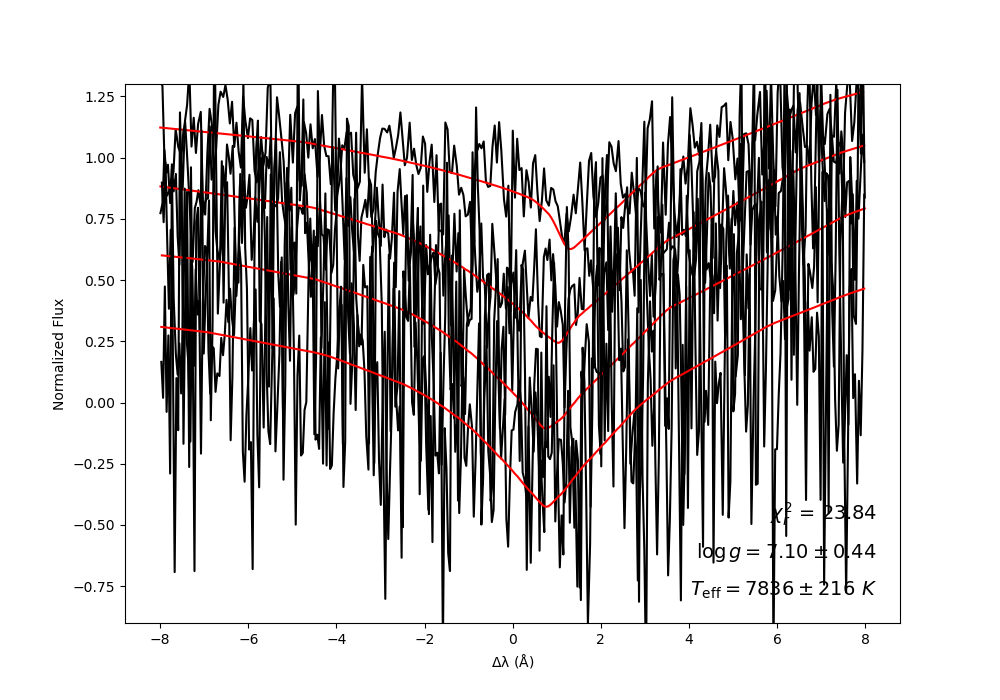 1.25
1.00
0.75
0.50
0.25
0.00
−0.25
−0.50
−0.75
Normalized Flux
χ²ᵣ = 23.84
log g = 7.10 ± 0.44
T_eff = 7836 ± 216 K
−8 −6 −4 −2 0 2 4 6 8
Δλ (Å)